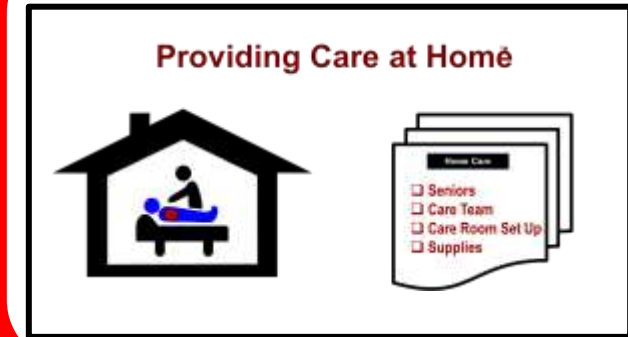 Providing Care at Home
Home Care
❑ Seniors
❑ Care Team
❑ Care Room Set Up
❑ Supplies